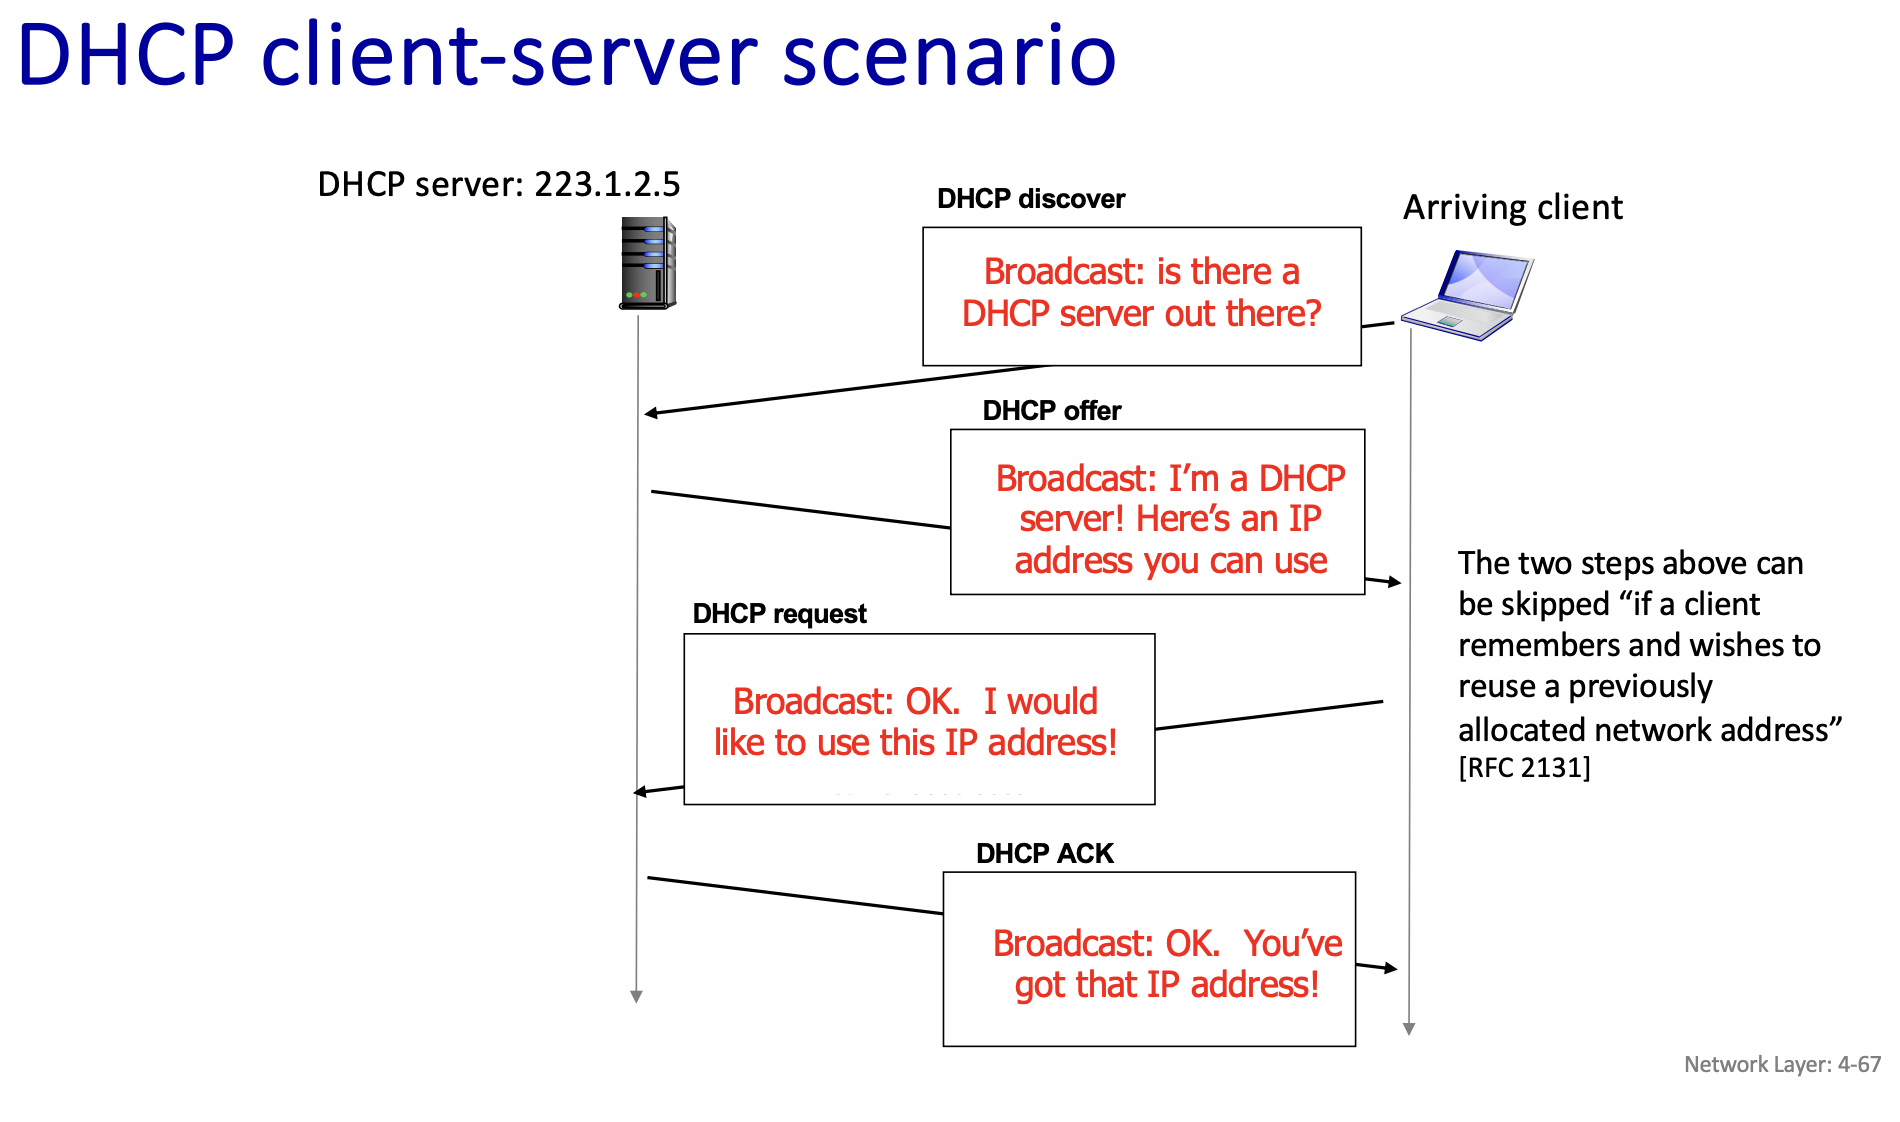 DHCP client-server scenario
DHCP server: 223.1.2.5
DHCP discover
Arriving client
Broadcast: is there a
DHCP server out there?
DHCP offer
Broadcast: I’m a DHCP
server! Here’s an IP
address you can use
The two steps above can
be skipped “if a client
remembers and wishes to
reuse a previously
allocated network address”
[RFC 2131]
DHCP request
Broadcast: OK.  I would
like to use this IP address!
DHCP ACK
Broadcast: OK.  You’ve
got that IP address!
Network Layer: 4-67